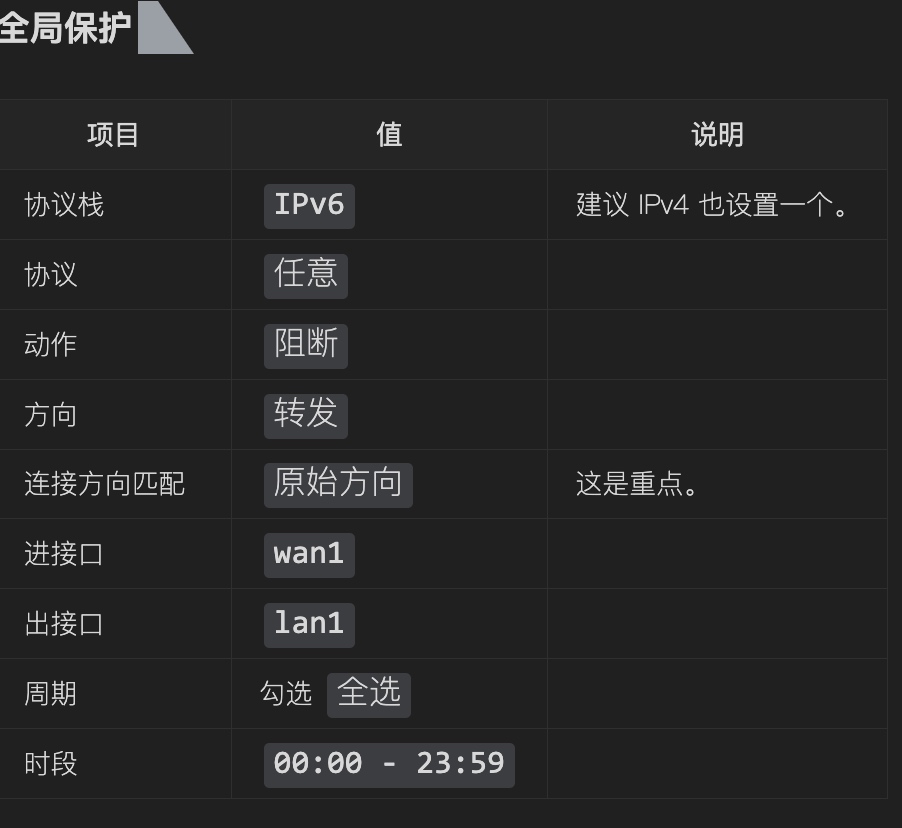 全局保护
项目 值 说明
协议栈 IPv6 建议 IPv4 也设置一个。
协议 任意
动作 阻断
方向 转发
连接方向匹配 原始方向 这是重点。
进接口 wan1
出接口 lan1
周期 勾选 全选
时段 00:00 - 23:59